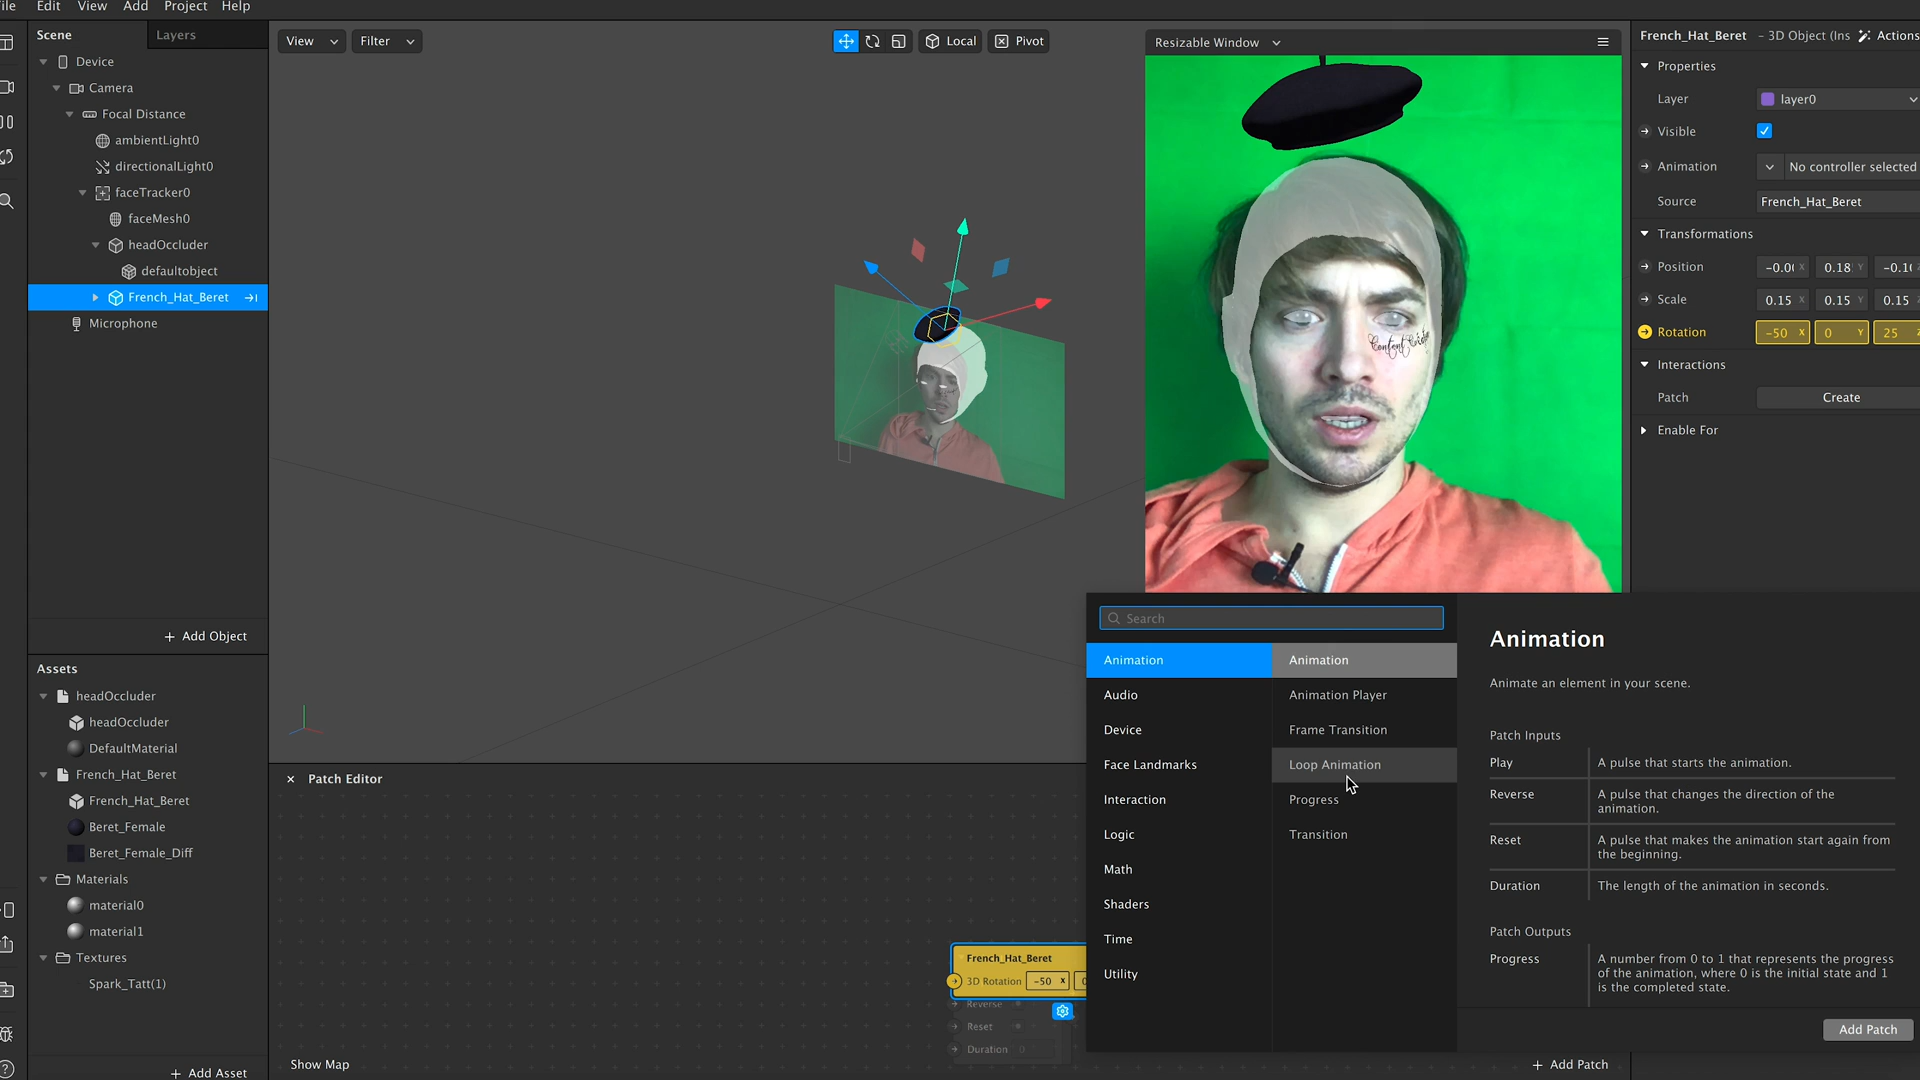 ile Edit View Add Project Help
Scene
Layers
Device
Camera
Focal Distance
ambientLight0
directionalLight0
faceTracker0
faceMesh0
headOccluder
defaultobject
French_Hat_Beret
Microphone
+ Add Object
Assets
headOccluder
headOccluder
DefaultMaterial
French_Hat_Beret
French_Hat_Beret
Beret_Female
Beret_Female_Diff
Materials
material0
material1
Textures
Spark_Tatt(1)
+ Add Asset
View
Filter
Local
Pivot
Resizable Window
French_Hat_Beret – 3D Object (Ins Actions
Properties
Layer layer0
Visible
Animation No controller selected
Source French_Hat_Beret
Transformations
Position -0.0( X 0.18 Y -0.1(
Scale 0.15 X 0.15 Y 0.15
Rotation -50 X 0 Y 25 Z
Interactions
Patch Create
Enable For
Patch Editor
French_Hat_Beret
3D Rotation -50 X 0
Reverse
Reset
Duration 0
Show Map
+ Add Patch
Search
Animation
Audio
Device
Face Landmarks
Interaction
Logic
Math
Shaders
Time
Utility
Animation
Animation Player
Frame Transition
Loop Animation
Progress
Transition
Animation
Animate an element in your scene.
Patch Inputs
Play A pulse that starts the animation.
Reverse A pulse that changes the direction of the
animation.
Reset A pulse that makes the animation start again from
the beginning.
Duration The length of the animation in seconds.
Patch Outputs
Progress A number from 0 to 1 that represents the progress
of the animation, where 0 is the initial state and 1
is the completed state.
Add Patch